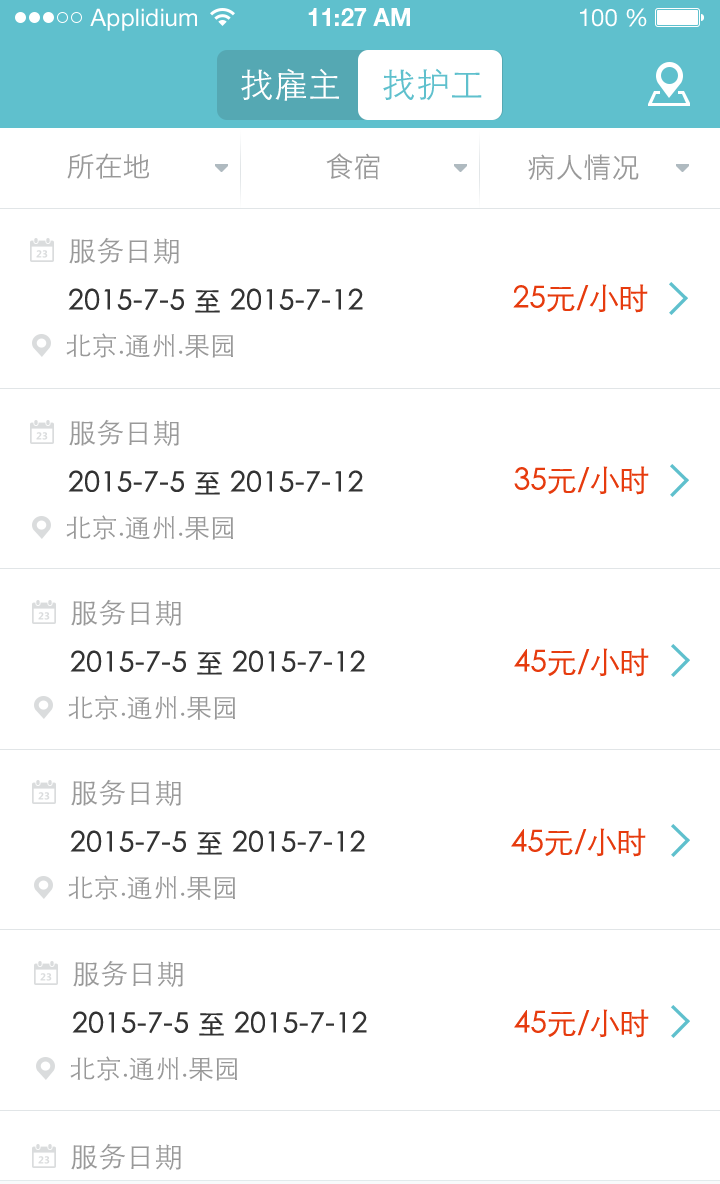 Applidium 11:27 AM 100 %
找雇主 找护工
所在地 食宿 病人情况
23 服务日期
2015-7-5 至 2015-7-12 25元/小时
北京.通州.果园
23 服务日期
2015-7-5 至 2015-7-12 35元/小时
北京.通州.果园
23 服务日期
2015-7-5 至 2015-7-12 45元/小时
北京.通州.果园
23 服务日期
2015-7-5 至 2015-7-12 45元/小时
北京.通州.果园
23 服务日期
2015-7-5 至 2015-7-12 45元/小时
北京.通州.果园
23 服务日期